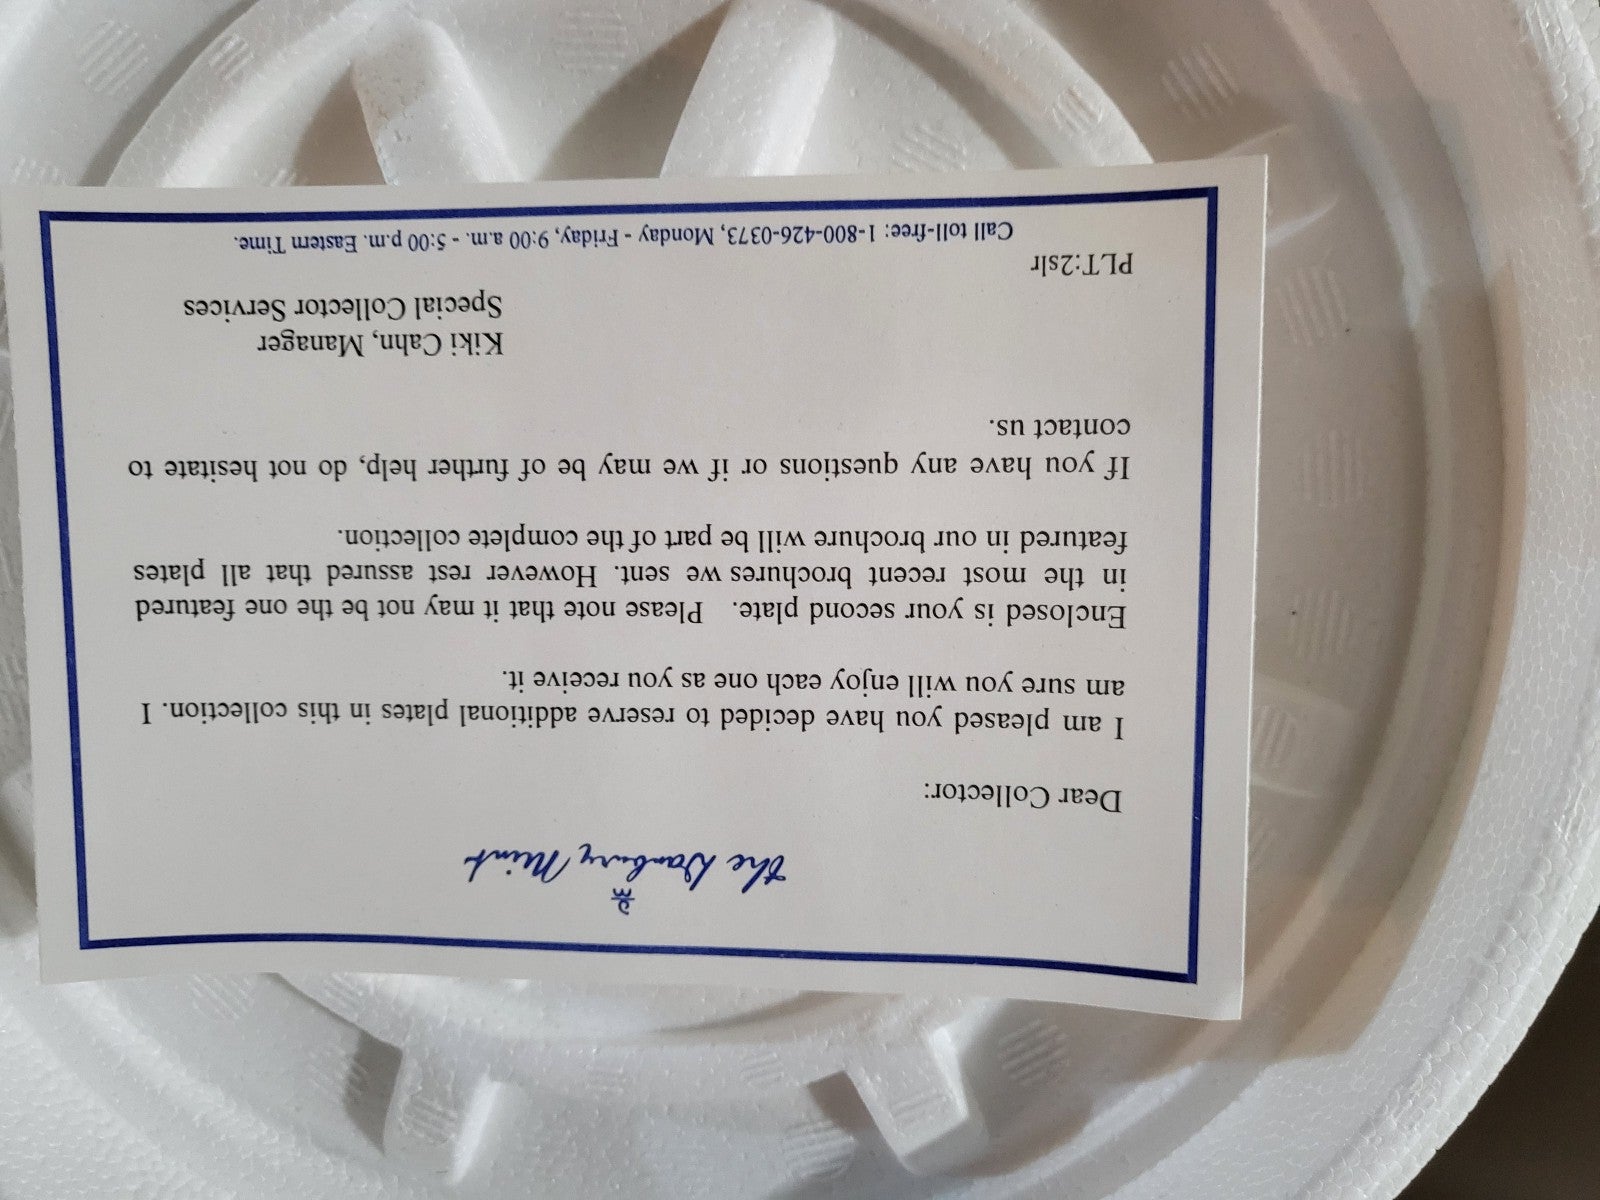 the Danbury Mint
Dear Collector:
I am pleased you have decided to reserve additional plates in this collection. I
am sure you will enjoy each one as you receive it.
Enclosed is your second plate. Please note that it may not be the one featured
in the most recent brochures we sent. However rest assured that all plates
featured in our brochure will be part of the complete collection.
If you have any questions or if we may be of further help, do not hesitate to
contact us.
Kiki Cahn, Manager
Special Collector Services
PLT:2slr
Call toll-free: 1-800-426-0373, Monday - Friday, 9:00 a.m. - 5:00 p.m. Eastern Time.